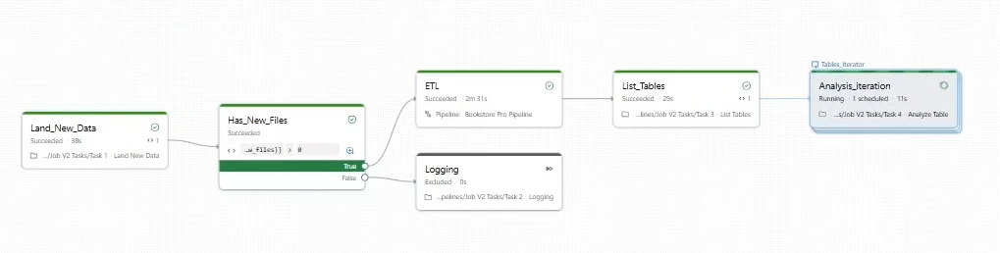 Land_New_Data
Succeeded · 38s
1
.../Job V2 Tasks/Task 1 · Land New Data
Has_New_Files
Succeeded
...w_files}} > 0
True
False
ETL
Succeeded · 2m 31s
Pipeline: Bookstore Pro Pipeline
Logging
Excluded · 0s
...pelines/Job V2 Tasks/Task 2 · Logging
List_Tables
Succeeded · 29s
1
...lines/Job V2 Tasks/Task 3 · List Tables
Tables_Iterator
Analysis_iteration
Running · 1 scheduled · 11s
...s/Job V2 Tasks/Task 4 · Analyze Table